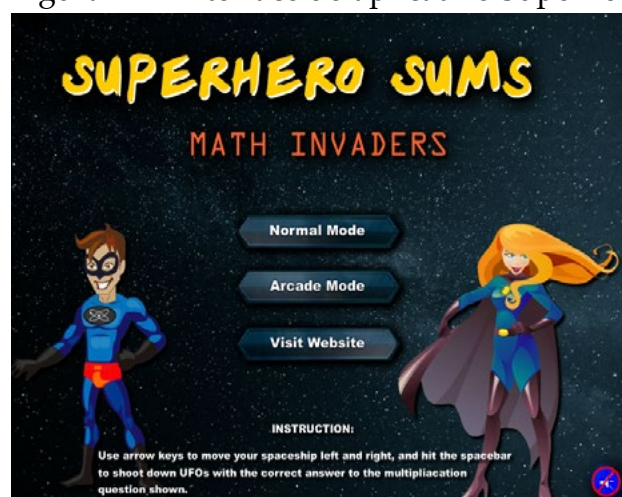 SUPERHERO SUMS
MATH INVADERS
Normal Mode
Arcade Mode
Visit Website
INSTRUCTION:
Use arrow keys to move your spaceship left and right, and hit the spacebar
to shoot down UFOs with the correct answer to the multipliacation
question shown.